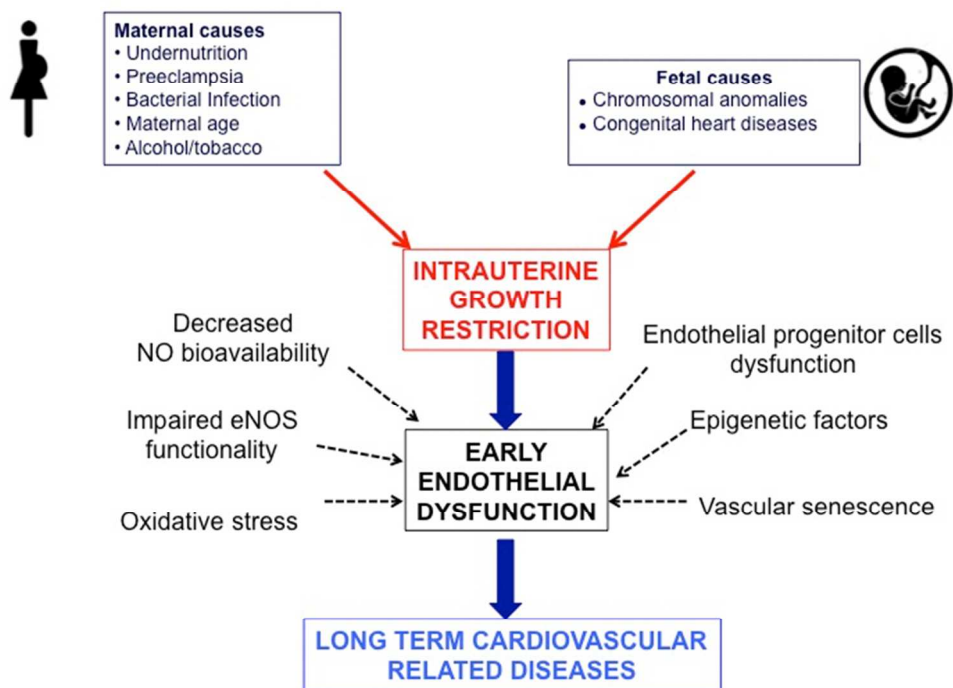 Maternal causes
• Undernutrition
• Preeclampsia
• Bacterial Infection
• Maternal age
• Alcohol/tobacco
Fetal causes
• Chromosomal anomalies
• Congenital heart diseases
INTRAUTERINE
GROWTH
RESTRICTION
Decreased
NO bioavailability
Impaired eNOS
functionality
Oxidative stress
Endothelial progenitor cells
dysfunction
Epigenetic factors
Vascular senescence
EARLY
ENDOTHELIAL
DYSFUNCTION
LONG TERM CARDIOVASCULAR
RELATED DISEASES